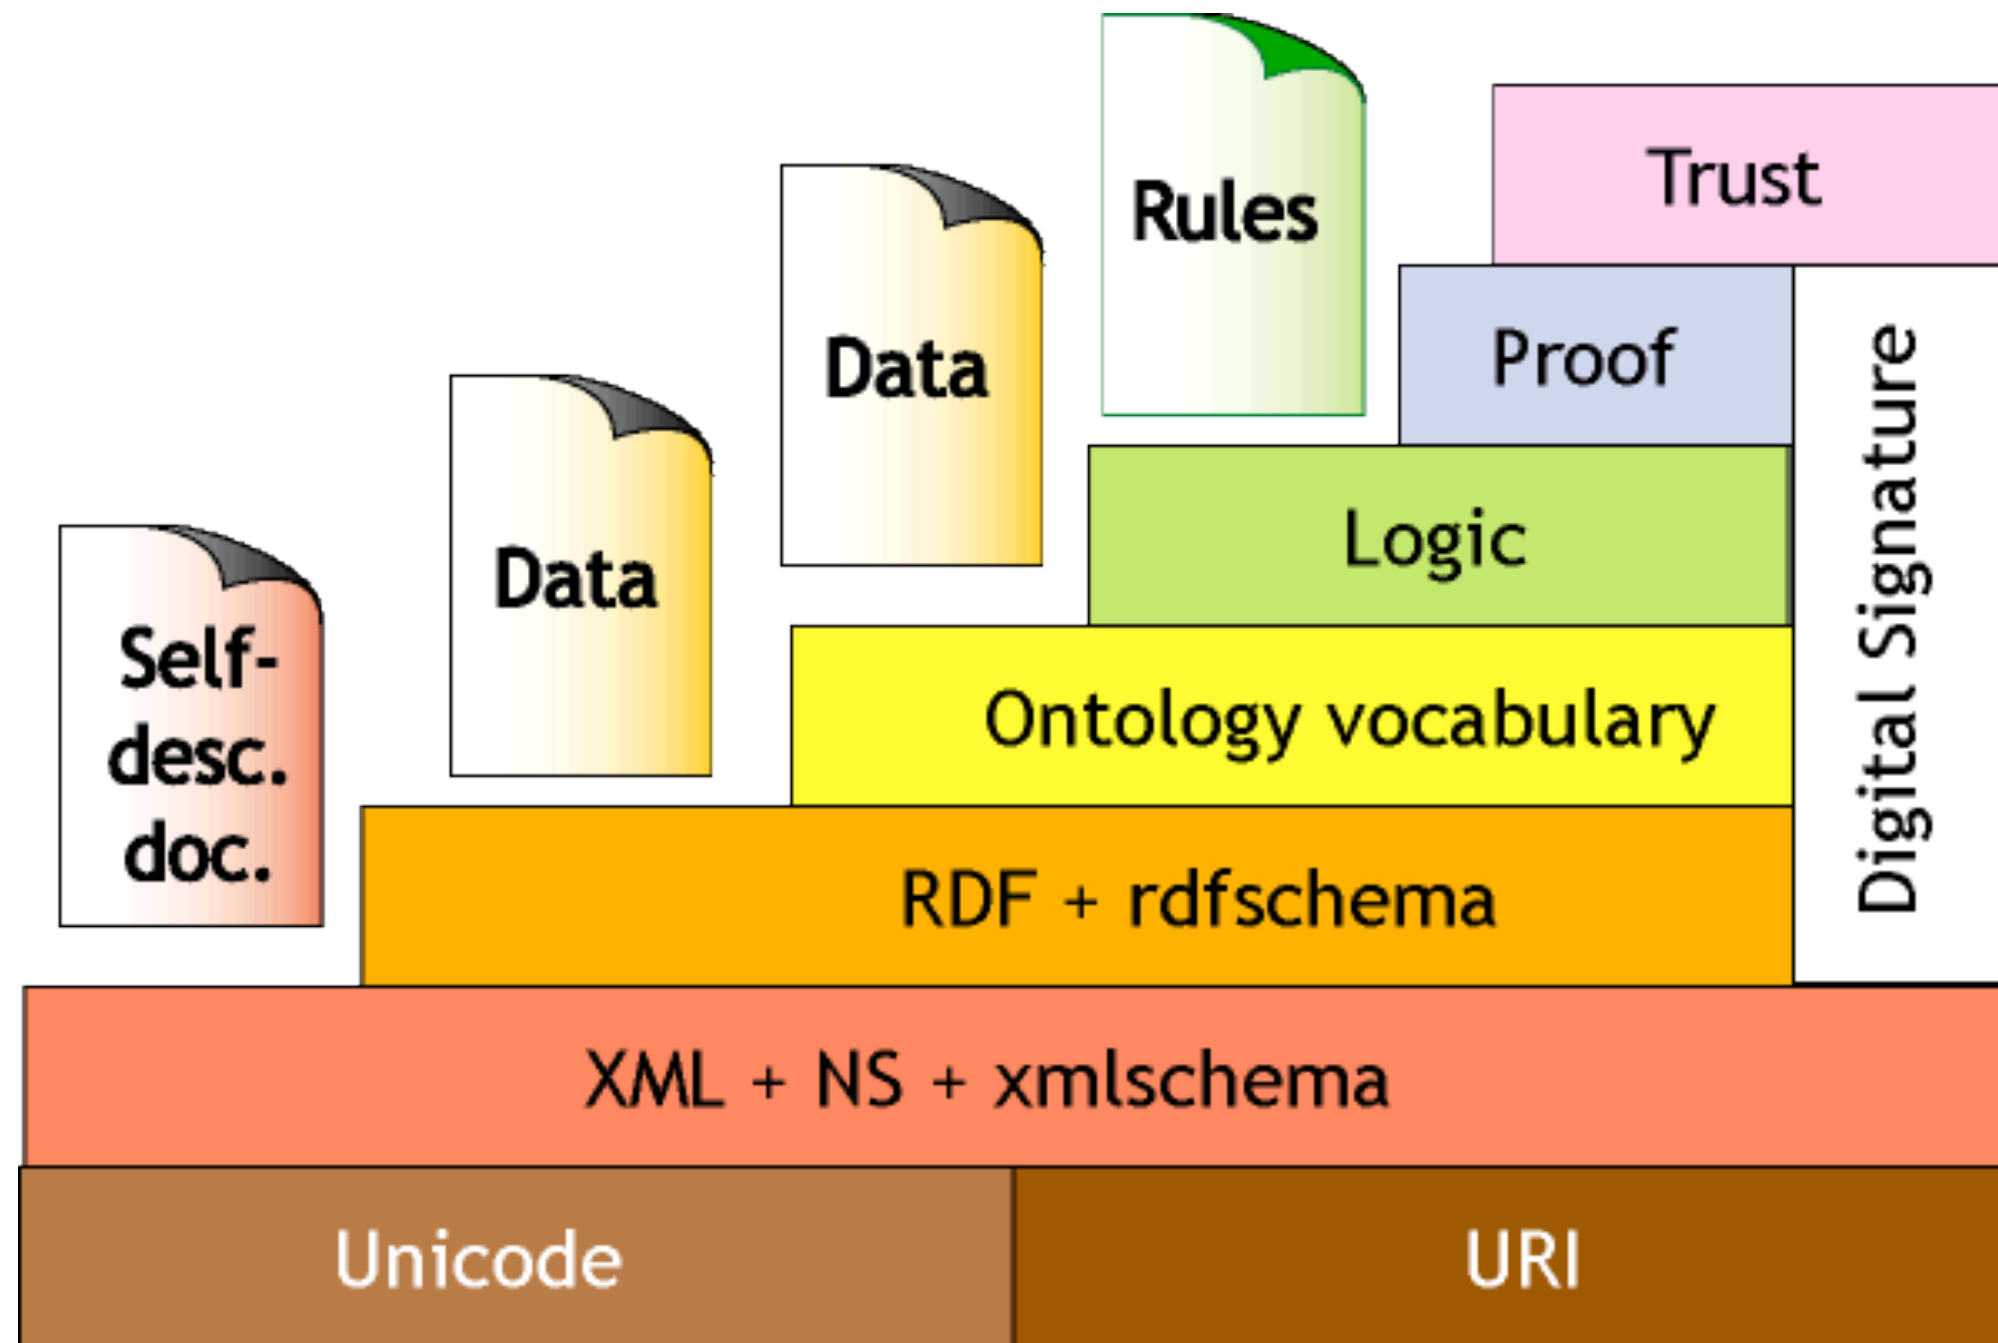 Rules
Trust
Data
Proof
Data
Logic
Self-
desc.
doc.
Ontology vocabulary
Digital Signature
RDF + rdfschema
XML + NS + xmlschema
Unicode
URI